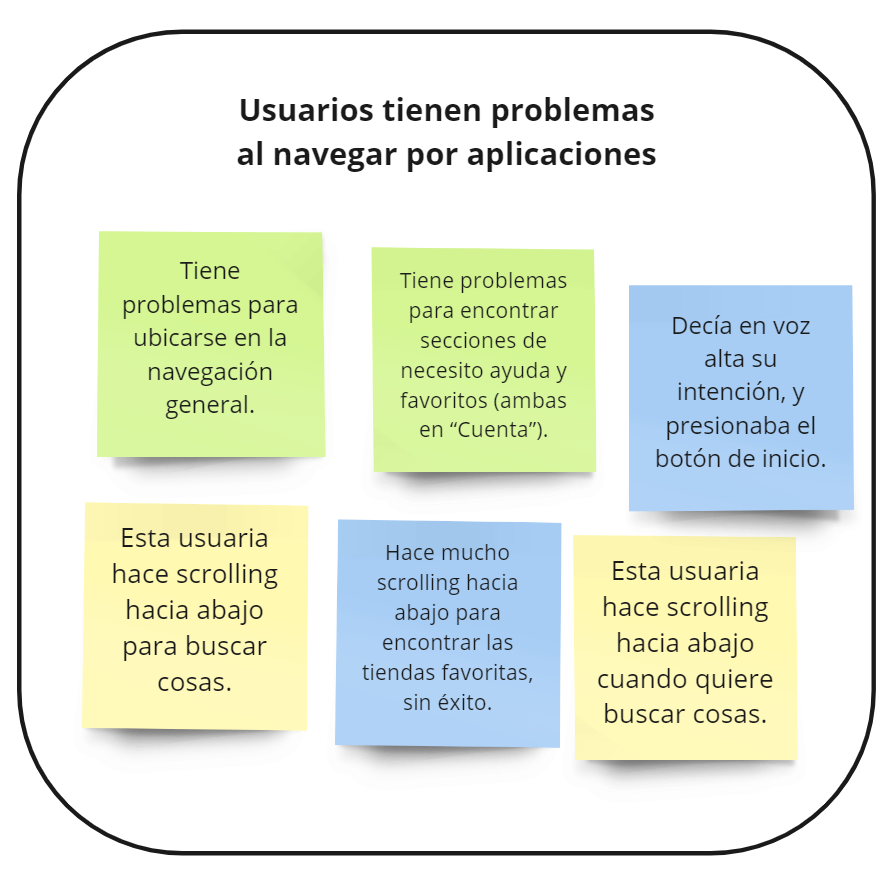 Usuarios tienen problemas
al navegar por aplicaciones
Tiene
problemas para
ubicarse en la
navegación
general.
Tiene problemas
para encontrar
secciones de
necesito ayuda y
favoritos (ambas
en “Cuenta”).
Decía en voz
alta su
intención, y
presionaba el
botón de inicio.
Esta usuaria
hace scrolling
hacia abajo
para buscar
cosas.
Hace mucho
scrolling hacia
abajo para
encontrar las
tiendas favoritas,
sin éxito.
Esta usuaria
hace scrolling
hacia abajo
cuando quiere
buscar cosas.